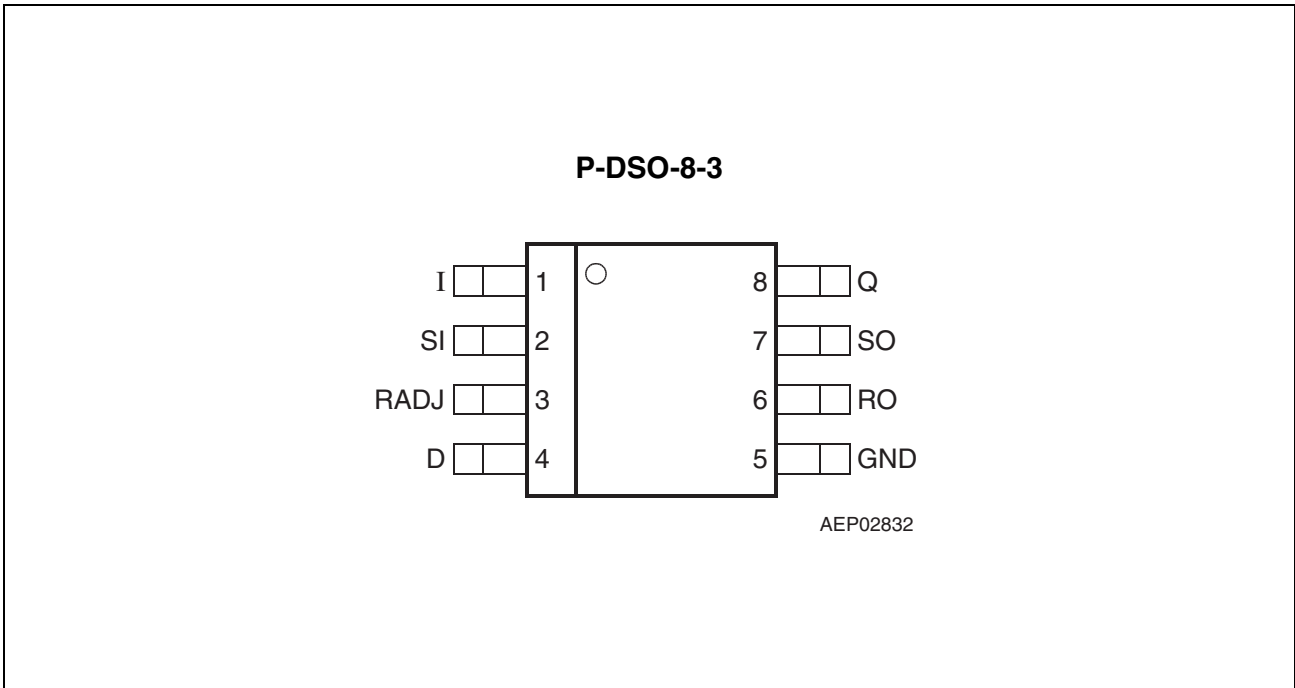 P-DSO-8-3
I 1 8 Q
SI 2 7 SO
RADJ 3 6 RO
D 4 5 GND
AEP02832